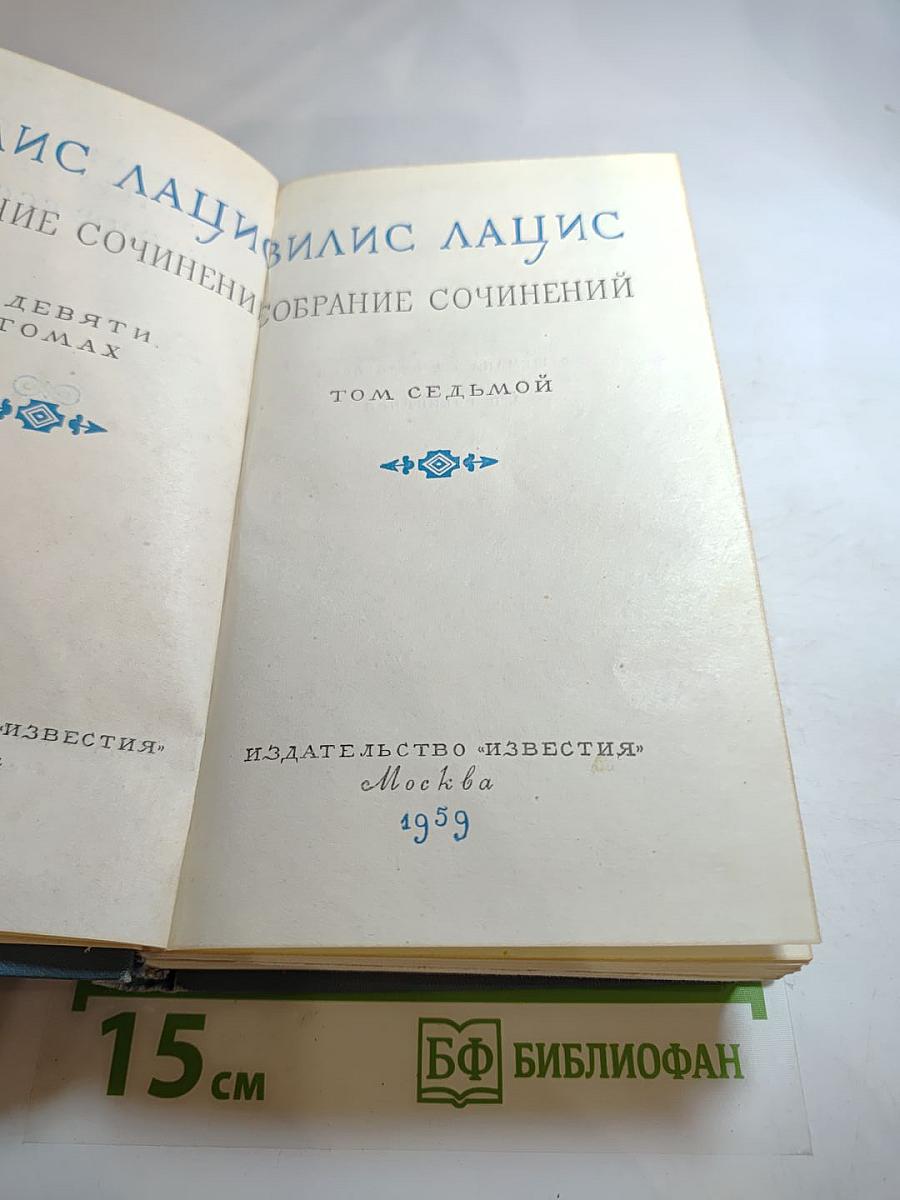 ЛАЦИС
СОЧИНЕНИ
ДЕВЯТИ
ТОМАХ
«ИЗВЕСТИЯ»
ВИЛИС ЛАЦИС
СОБРАНИЕ СОЧИНЕНИЙ
ТОМ СЕДЬМОЙ
ИЗДАТЕЛЬСТВО «ИЗВЕСТИЯ»
Москва
1959
15 см
БФ БИБЛИОФАН